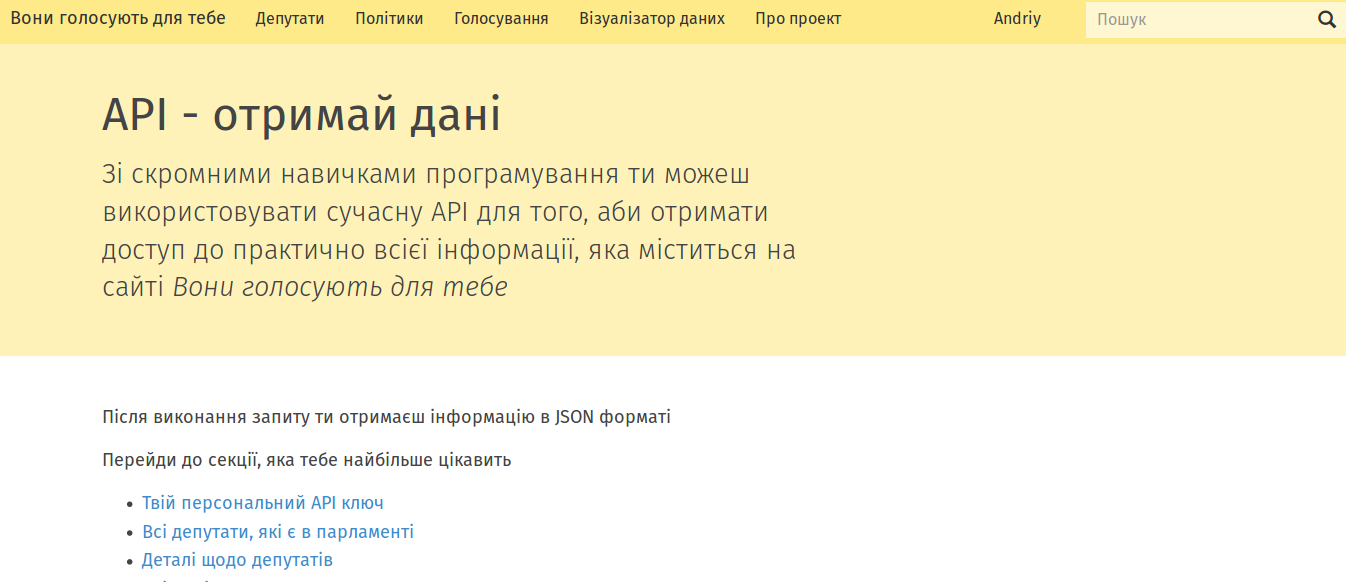 Вони голосують для тебе Депутати Політики Голосування Візуалізатор даних Про проект Andriy Пошук
API - отримай дані
Зі скромними навичками програмування ти можеш
використовувати сучасну API для того, аби отримати
доступ до практично всієї інформації, яка міститься на
сайті Вони голосують для тебе
Після виконання запиту ти отримаєш інформацію в JSON форматі
Перейди до секції, яка тебе найбільше цікавить
Твій персональний API ключ
Всі депутати, які є в парламенті
Деталі щодо депутатів